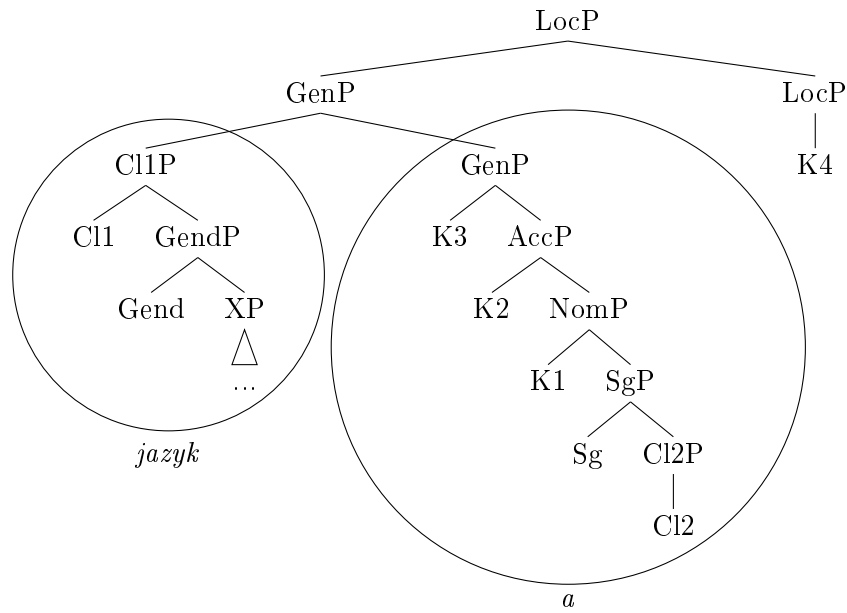 LocP
GenP LocP
Cl1P GenP K4
Cl1 GendP K3 AccP
Gend XP K2 NomP
... K1 SgP
jazyk Sg Cl2P
Cl2
a